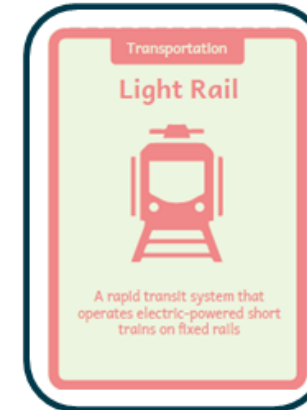 Transportation
Light Rail
A rapid transit system that
operates electric-powered short
trains on fixed rails